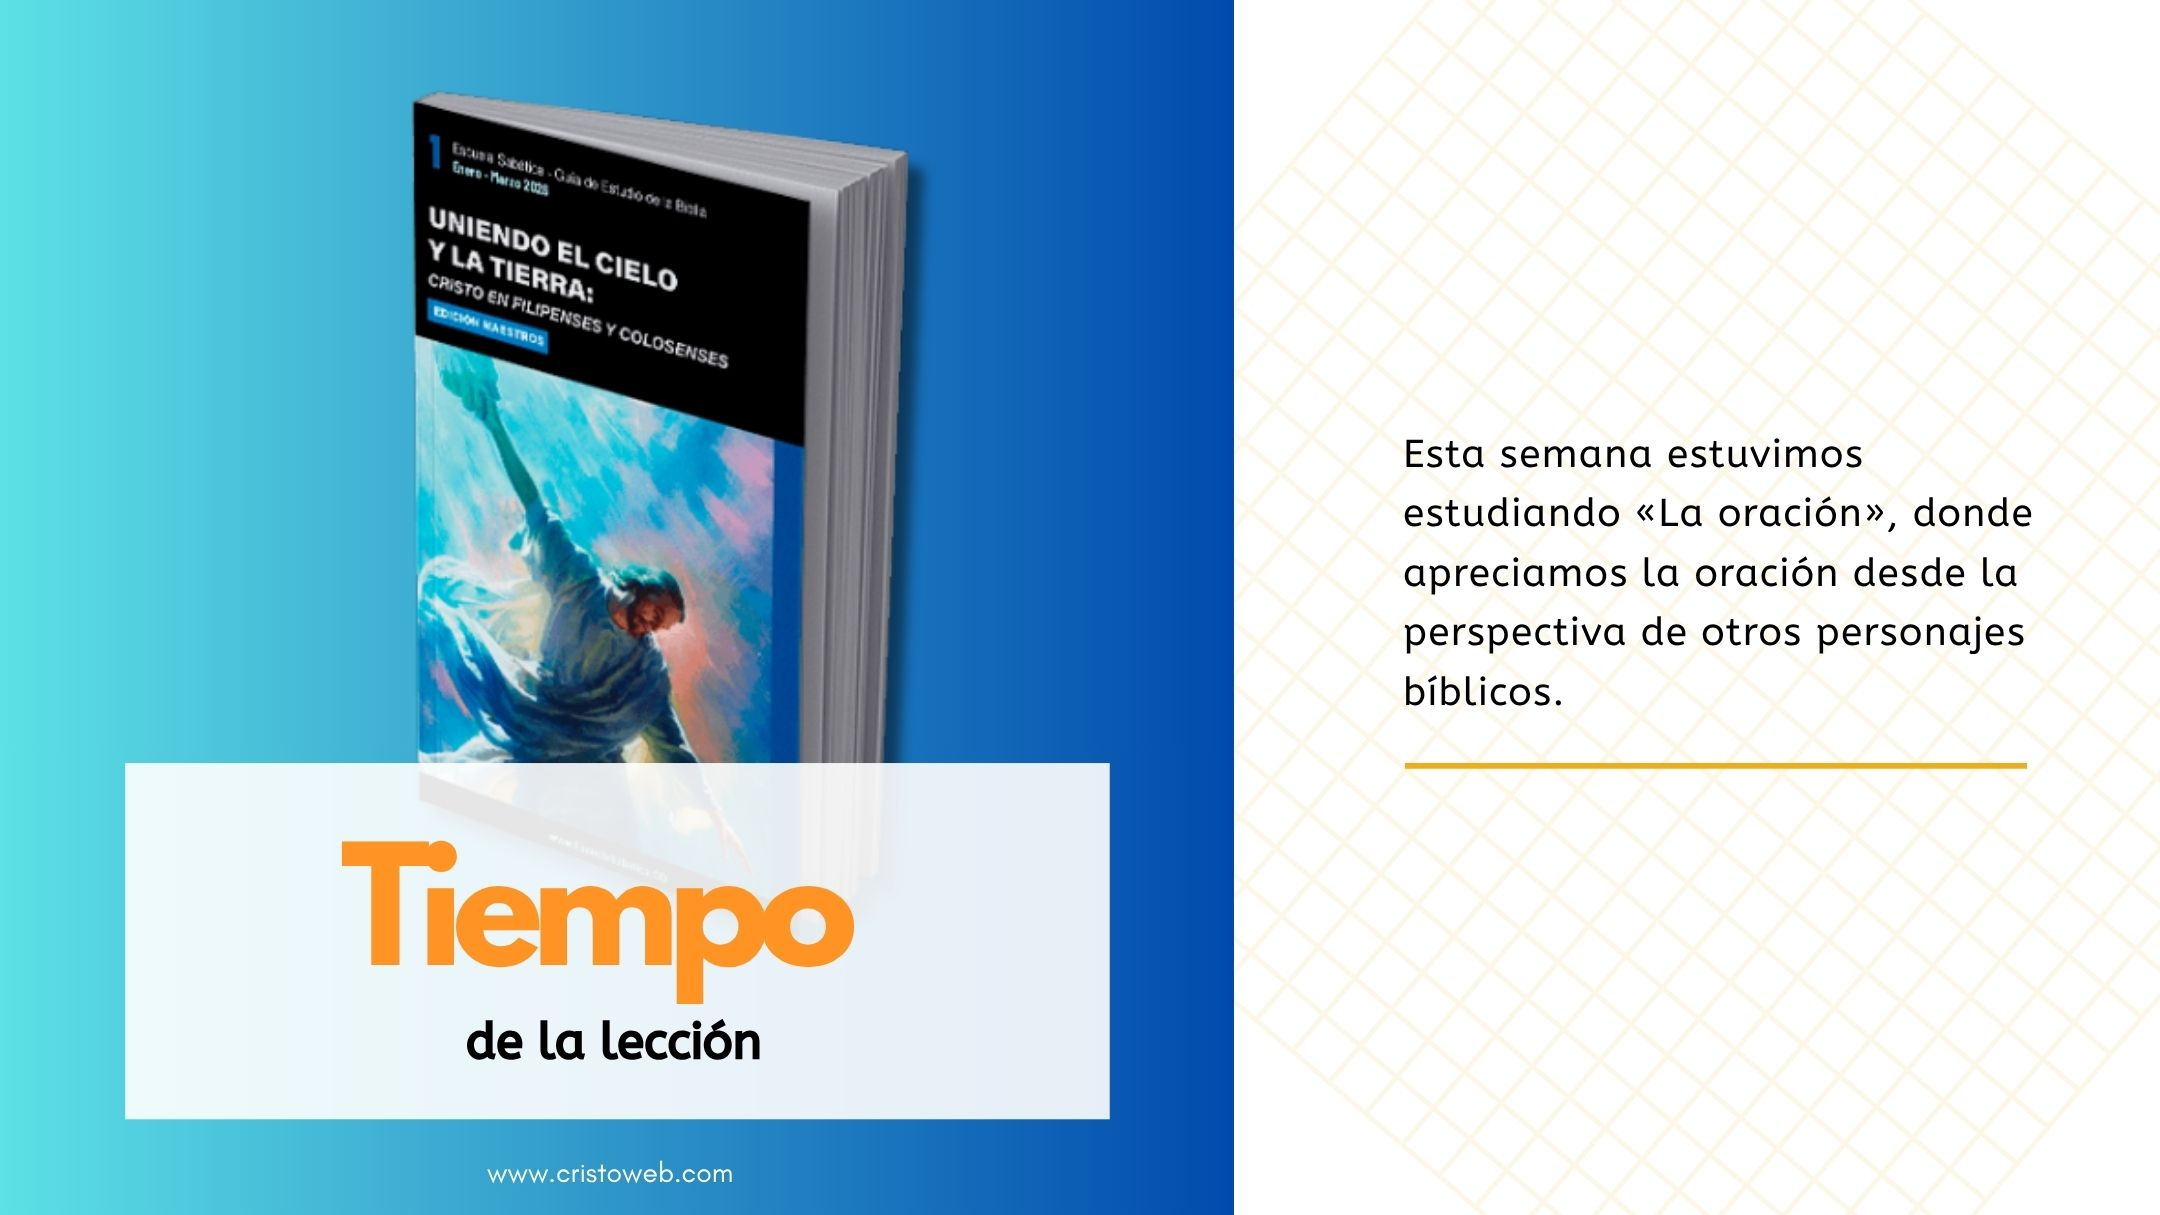 1
Escuela Sabática - Guía de Estudio de la Biblia
Enero - Marzo 2026
UNIENDO EL CIELO
Y LA TIERRA:
CRISTO EN FILIPENSES Y COLOSENSES
EDICIÓN MAESTROS
Tiempo
de la lección
www.cristoweb.com
Esta semana estuvimos
estudiando «La oración», donde
apreciamos la oración desde la
perspectiva de otros personajes
bíblicos.